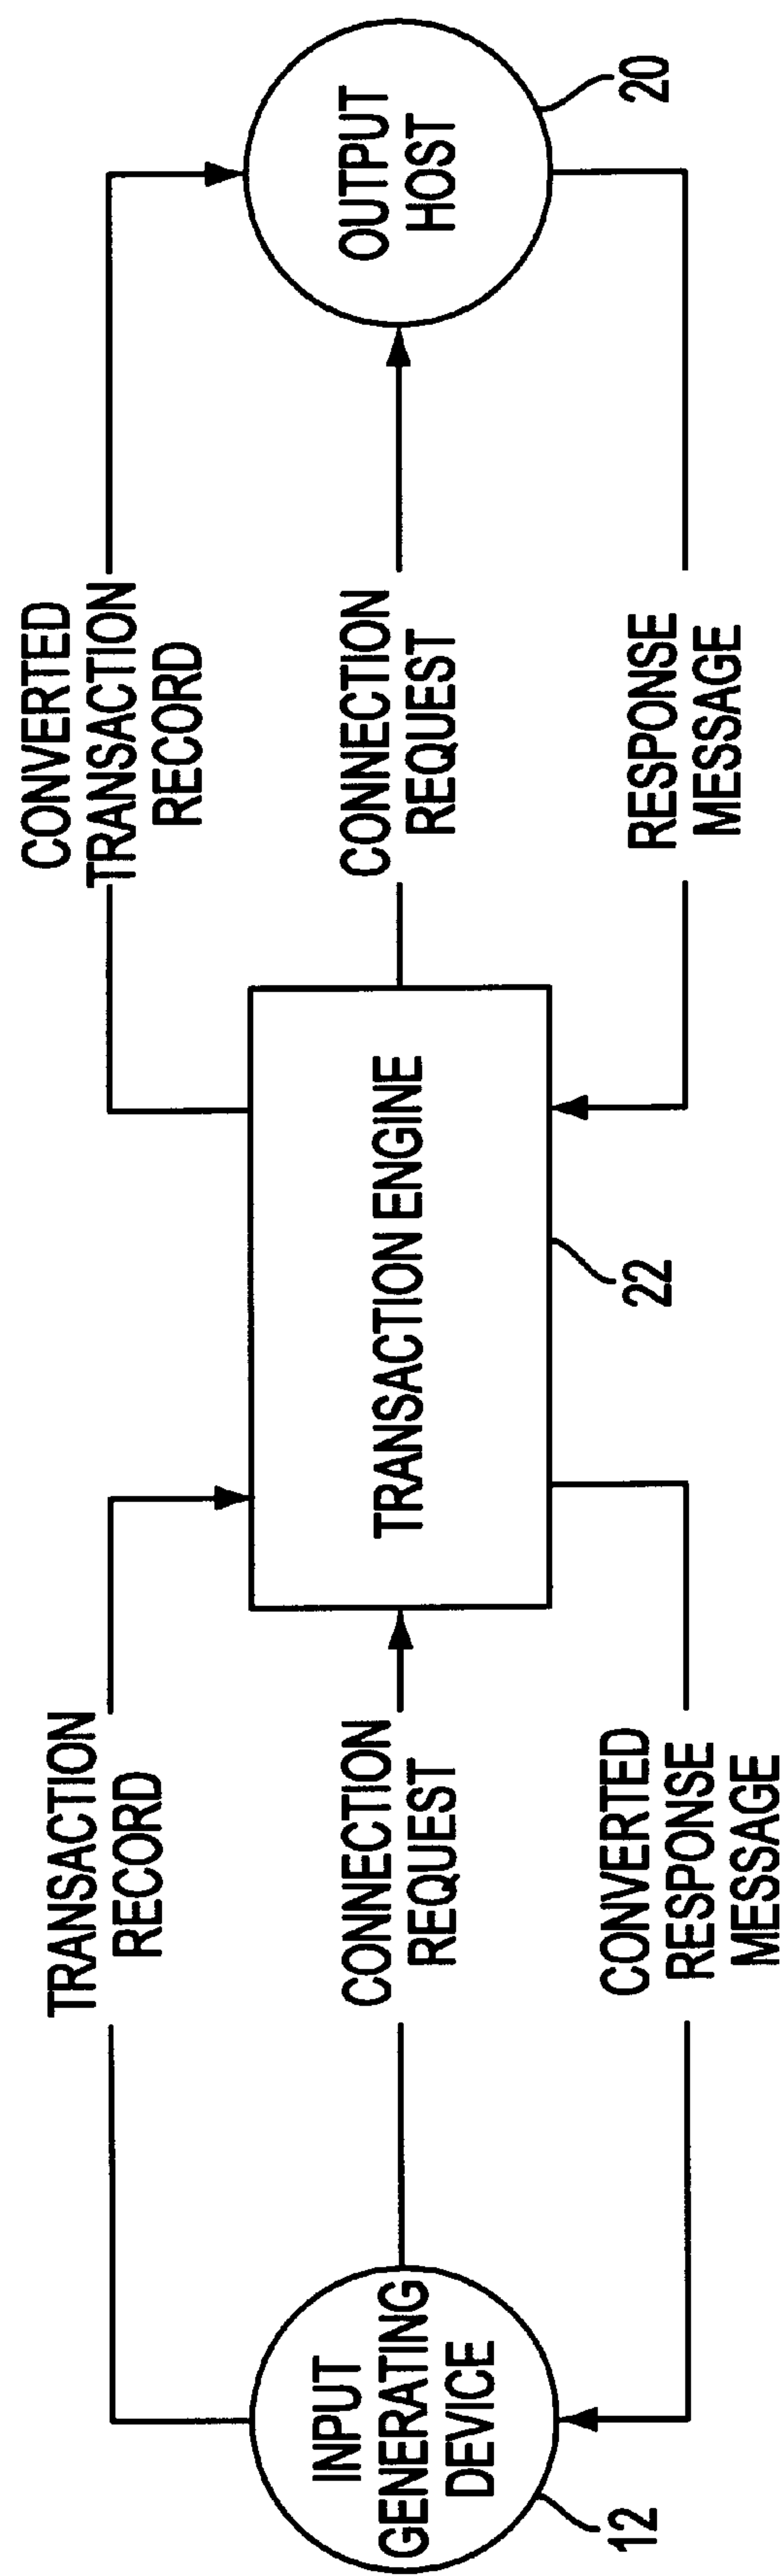 TRANSACTION
RECORD
CONVERTED
TRANSACTION
RECORD
INPUT
GENERATING
DEVICE
12
CONNECTION
REQUEST
TRANSACTION ENGINE
22
CONNECTION
REQUEST
OUTPUT
HOST
20
CONVERTED
RESPONSE
MESSAGE
RESPONSE
MESSAGE